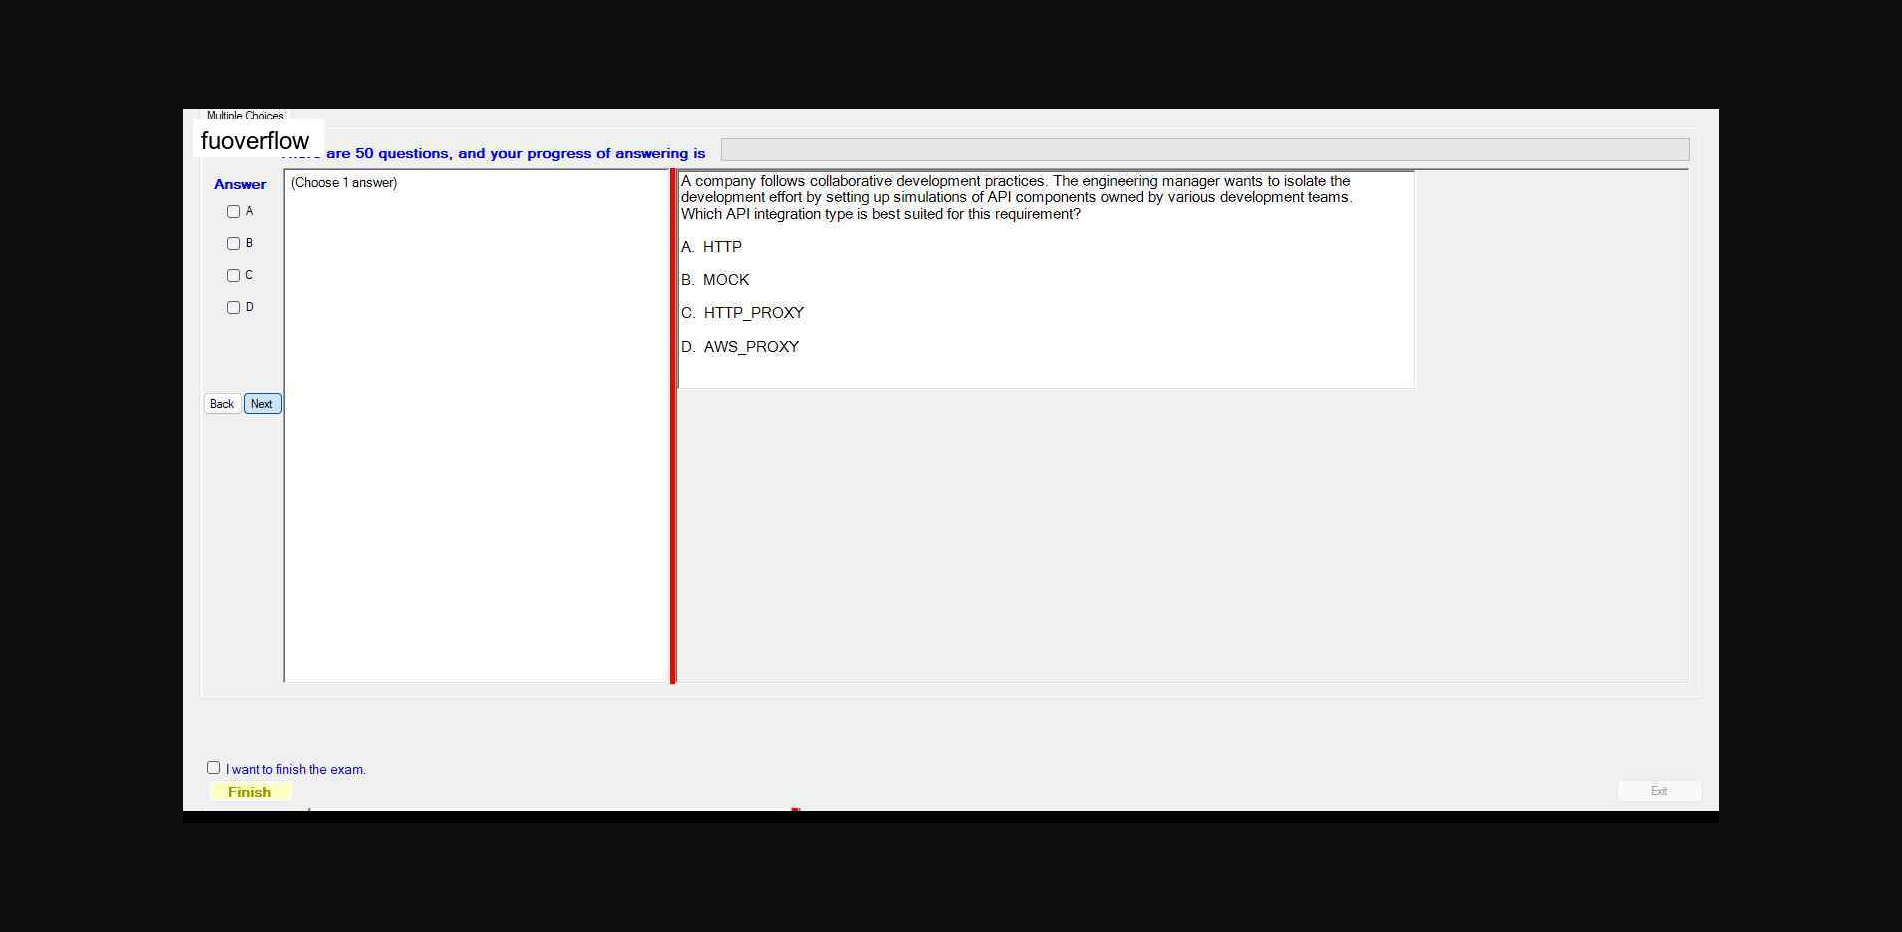 Multiple Choices
fuoverflow
are 50 questions, and your progress of answering is
Answer
(Choose 1 answer)
A
B
C
D
Back Next
A company follows collaborative development practices. The engineering manager wants to isolate the
development effort by setting up simulations of API components owned by various development teams.
Which API integration type is best suited for this requirement?
A. HTTP
B. MOCK
C. HTTP_PROXY
D. AWS_PROXY
I want to finish the exam.
Finish
Exit